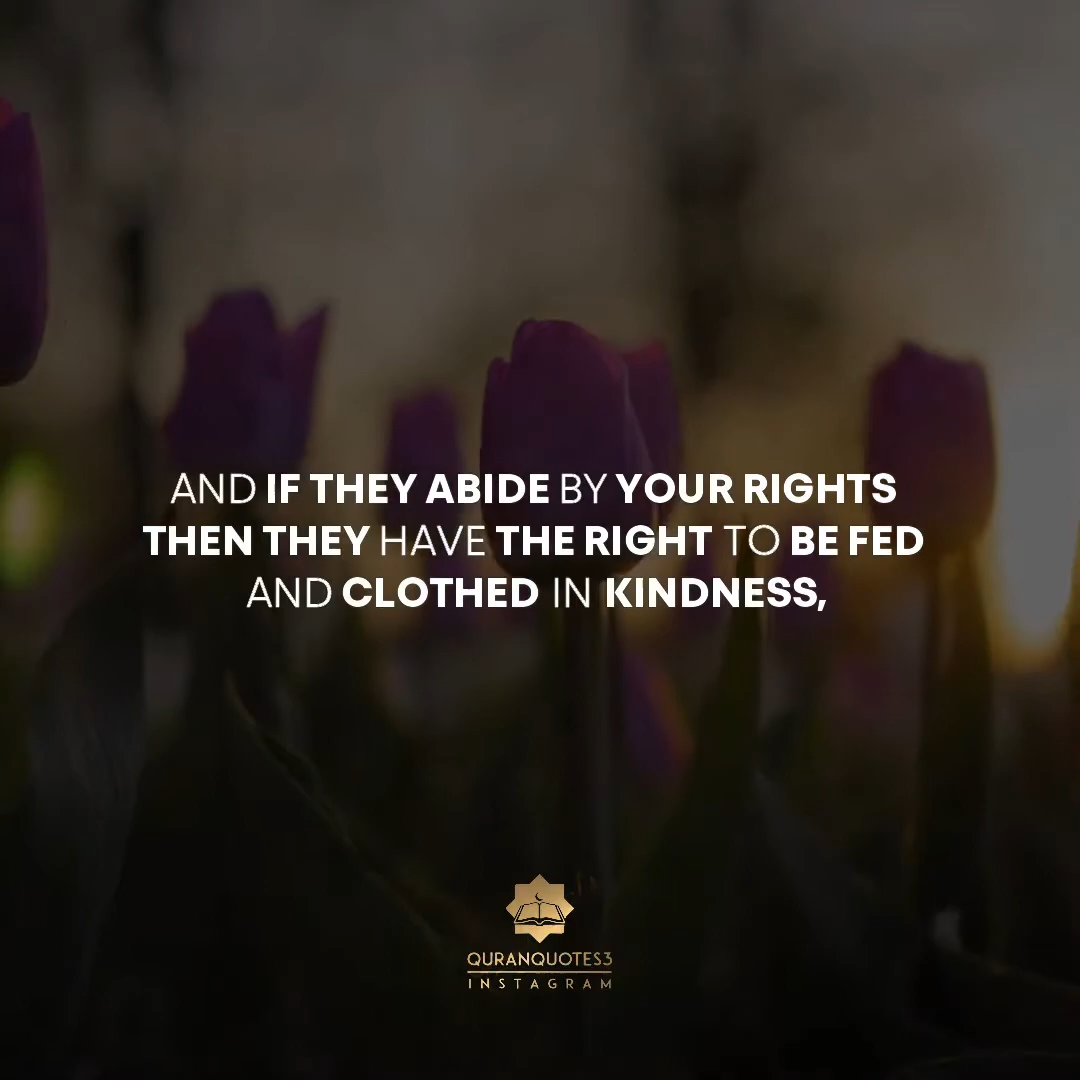 AND IF THEY ABIDE BY YOUR RIGHTS
THEN THEY HAVE THE RIGHT TO BE FED
AND CLOTHED IN KINDNESS,
QURANQUOTES3
INSTAGRAM